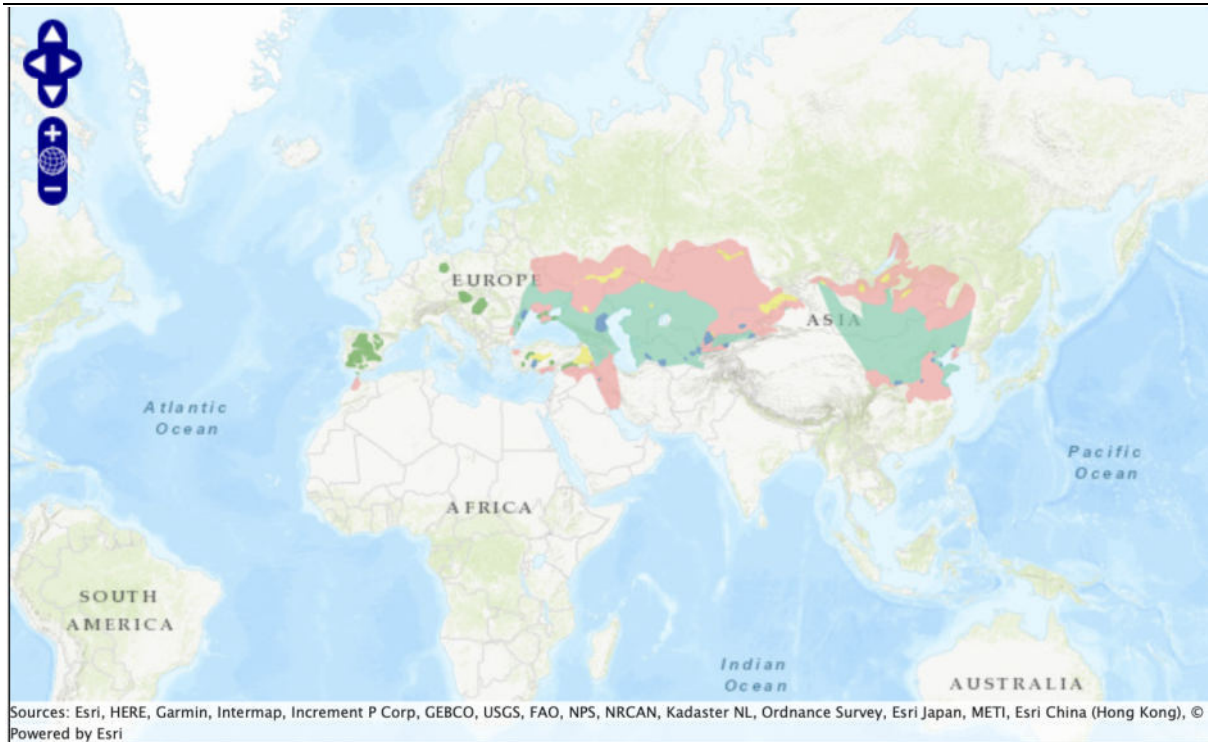 EUROPE
ASIA
Atlantic
Ocean
Pacific
Ocean
AFRICA
SOUTH
AMERICA
Indian
Ocean
AUSTRALIA
Sources: Esri, HERE, Garmin, Intermap, Increment P Corp, GEBCO, USGS, FAO, NPS, NRCAN, Kadaster NL, Ordnance Survey, Esri Japan, METI, Esri China (Hong Kong), ©
Powered by Esri